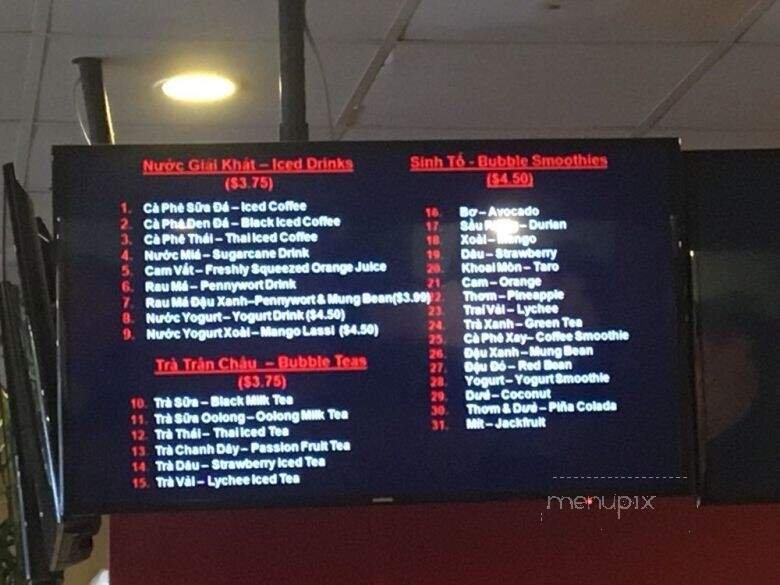 Nước Giải Khát – Iced Drinks
($3.75)
1. Cà Phê Sữa Đá – Iced Coffee
2. Cà Phê Đen Đá – Black Iced Coffee
3. Cà Phê Thái – Thai Iced Coffee
4. Nước Miá – Sugarcane Drink
5. Cam Vắt – Freshly Squeezed Orange Juice
6. Rau Má – Pennywort Drink
7. Rau Má Đậu Xanh–Pennywort & Mung Bean($3.99)
8. Nước Yogurt – Yogurt Drink ($4.50)
9. Nước Yogurt Xoài – Mango Lassi ($4.50)
Trà Trân Châu – Bubble Teas
($3.75)
10. Trà Sữa – Black Milk Tea
11. Trà Sữa Oolong – Oolong Milk Tea
12. Trà Thái – Thai Iced Tea
13. Trà Chanh Dây – Passion Fruit Tea
14. Trà Dâu – Strawberry Iced Tea
15. Trà Vải – Lychee Iced Tea
Sinh Tố - Bubble Smoothies
($4.50)
16. Bơ – Avocado
17. Sầu – Durian
18. Xoài – Mango
19. Dâu – Strawberry
20. Khoai Môn – Taro
21 Cam – Orange
22. Thơm – Pineapple
23. Trai Vải – Lychee
24. Trà Xanh – Green Tea
25. Cà Phê Xay– Coffee Smoothie
26. Đậu Xanh – Mung Bean
27. Đậu Đỏ – Red Bean
28. Yogurt – Yogurt Smoothie
29. Dừa – Coconut
30. Thơm & Dừa – Piña Colada
31. Mít – Jackfruit
menupix